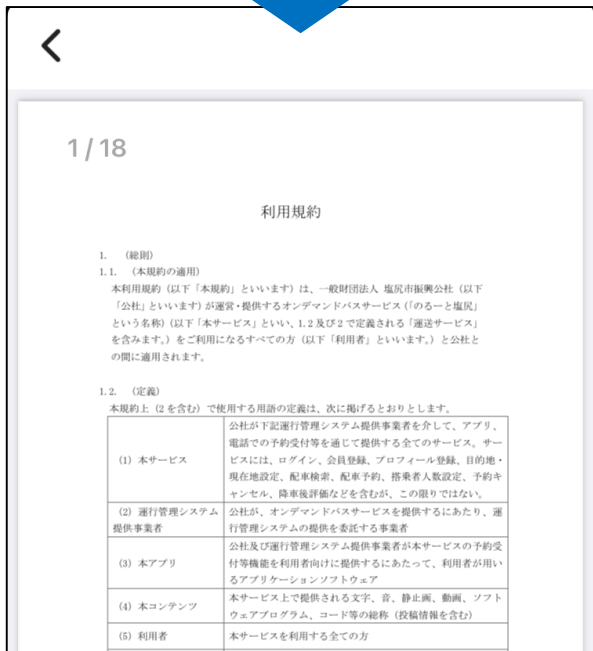 1 / 18
利用規約
1. （総則）
1.1. （本規約の適用）
本利用規約（以下「本規約」といいます）は、一般財団法人 塩尻市振興公社（以下
「公社」といいます）が運営・提供するオンデマンドバスサービス（「のるーと塩尻」
という名称）（以下「本サービス」といい、1.2 及び 2 で定義される「運送サービス」
を含みます。）をご利用になるすべての方（以下「利用者」といいます。）と公社と
の間に適用されます。
1.2. （定義）
本規約上（2 を含む）で使用する用語の定義は、次に掲げるとおりとします。
（1）本サービス
公社が下記運行管理システム提供事業者を介して、アプリ、
電話での予約受付等を通じて提供する全てのサービス。サー
ビスには、ログイン、会員登録、プロフィール登録、目的地・
現在地設定、配車検索、配車予約、搭乗者人数設定、予約キ
ャンセル、降車後評価などを含むが、この限りではない。
（2）運行管理システム
提供事業者
公社が、オンデマンドバスサービスを提供するにあたり、運
行管理システムの提供を委託する事業者
（3）本アプリ
公社及び運行管理システム提供事業者が本サービスの予約受
付等機能を利用者向けに提供するにあたって、利用者が用い
るアプリケーションソフトウェア
（4）本コンテンツ
本サービス上で提供される文字、音、静止画、動画、ソフト
ウェアプログラム、コード等の総称（投稿情報を含む）
（5）利用者
本サービスを利用する全ての方